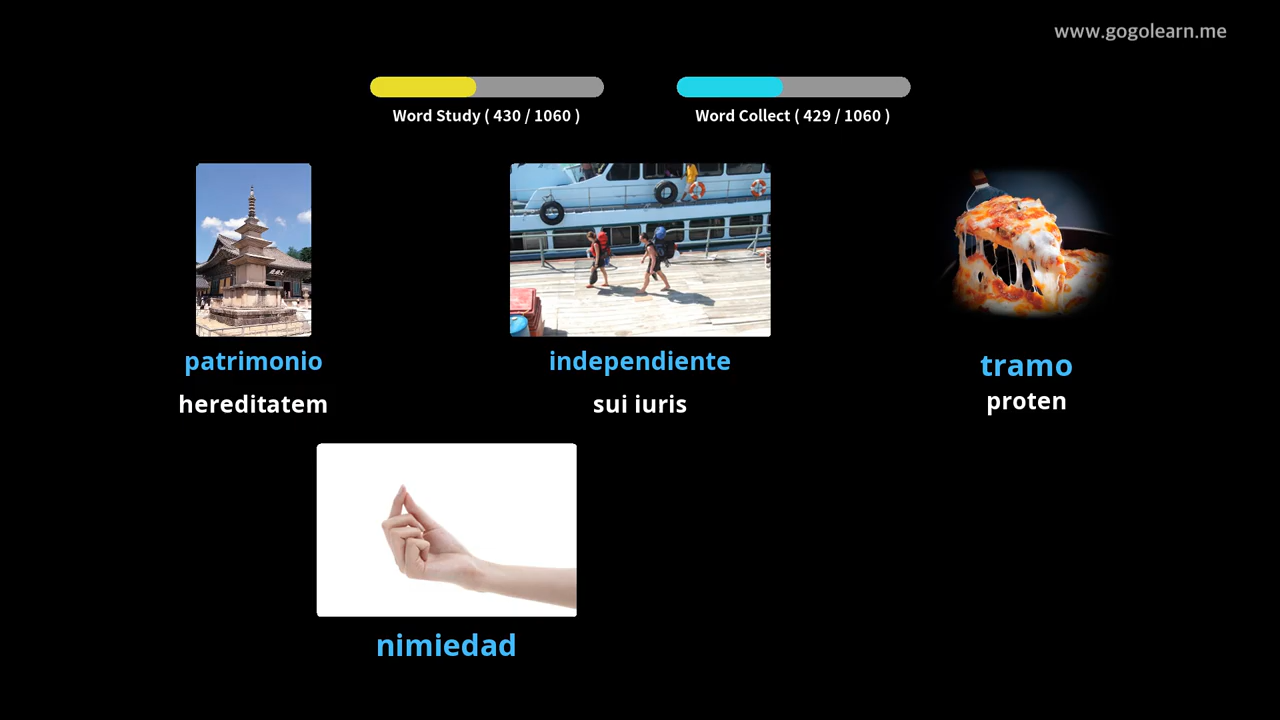 www.gogolearn.me
Word Study ( 430 / 1060 )
Word Collect ( 429 / 1060 )
patrimonio
hereditatem
independiente
sui iuris
tramo
proten
nimiedad